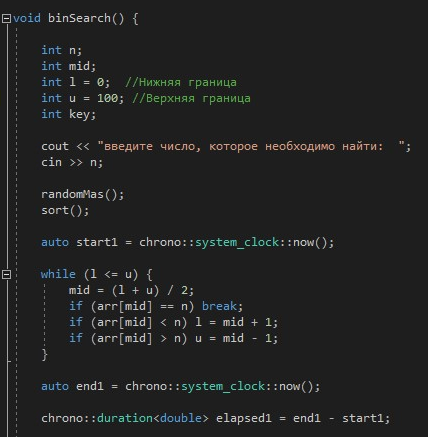 void binSearch() {
int n;
int mid;
int l = 0;  //Нижняя граница
int u = 100; //Верхняя граница
int key;
cout << "введите число, которое необходимо найти:  ";
cin >> n;
randomMas();
sort();
auto start1 = chrono::system_clock::now();
while (l <= u) {
mid = (l + u) / 2;
if (arr[mid] == n) break;
if (arr[mid] < n) l = mid + 1;
if (arr[mid] > n) u = mid - 1;
}
auto end1 = chrono::system_clock::now();
chrono::duration<double> elapsed1 = end1 - start1;